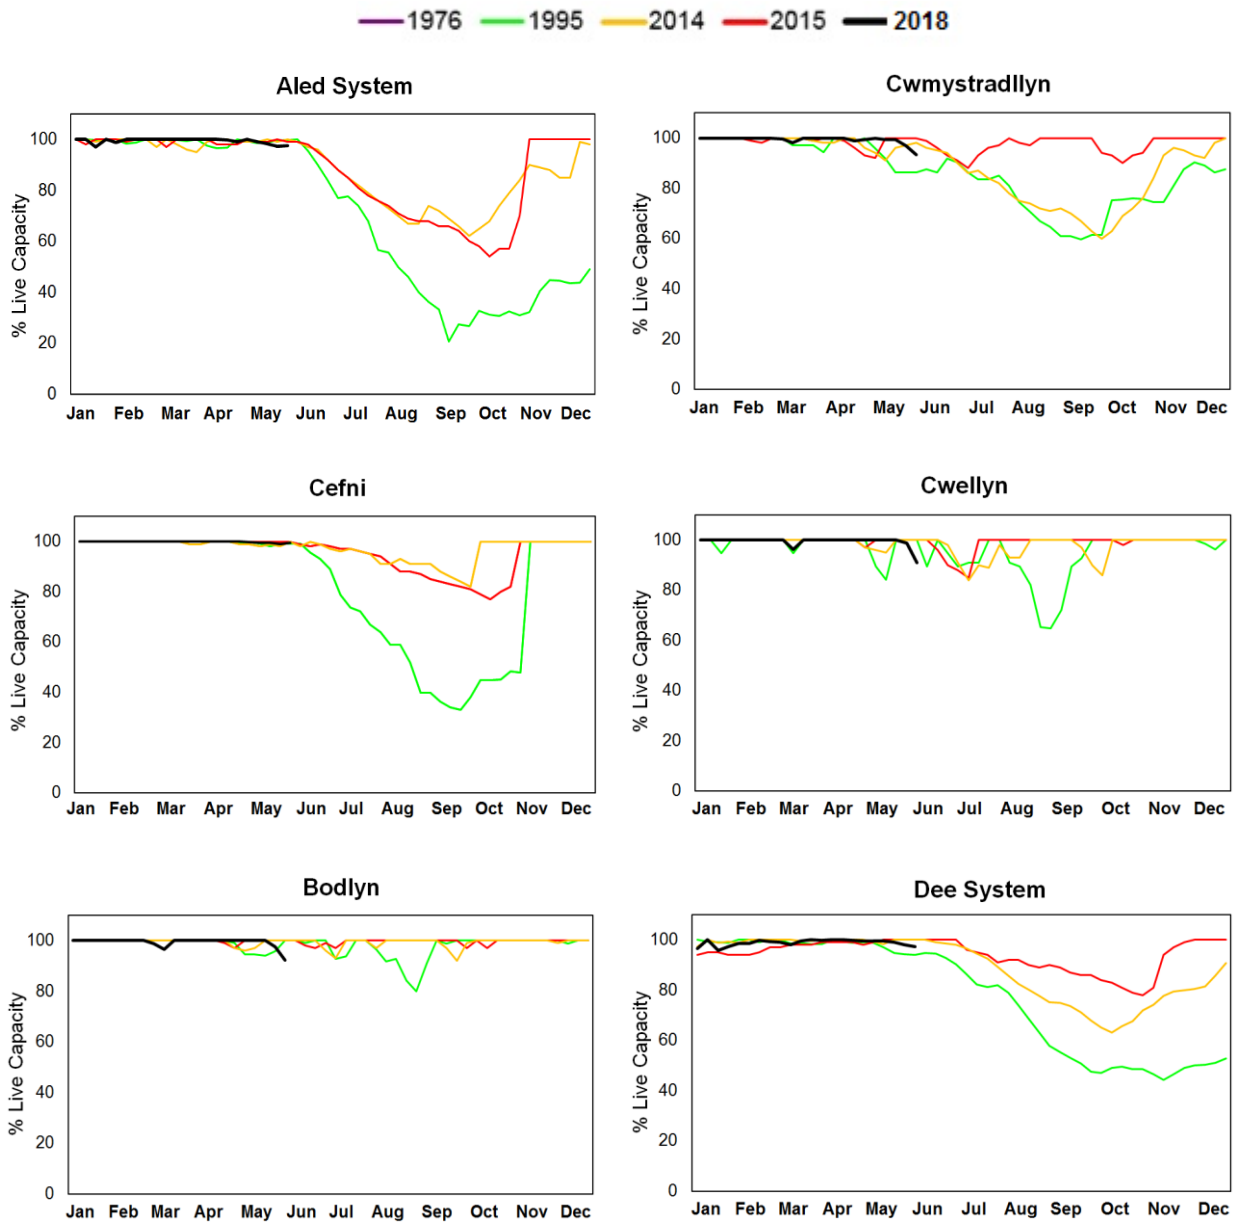 1976 1995 2014 2015 2018
Aled System
% Live Capacity
100
80
60
40
20
0
Jan Feb Mar Apr May Jun Jul Aug Sep Oct Nov Dec
Cwmystradllyn
% Live Capacity
100
80
60
40
20
0
Jan Feb Mar Apr May Jun Jul Aug Sep Oct Nov Dec
Cefni
% Live Capacity
100
80
60
40
20
0
Jan Feb Mar Apr May Jun Jul Aug Sep Oct Nov Dec
Cwellyn
% Live Capacity
100
80
60
40
20
0
Jan Feb Mar Apr May Jun Jul Aug Sep Oct Nov Dec
Bodlyn
% Live Capacity
100
80
60
40
20
0
Jan Feb Mar Apr May Jun Jul Aug Sep Oct Nov Dec
Dee System
% Live Capacity
100
80
60
40
20
0
Jan Feb Mar Apr May Jun Jul Aug Sep Oct Nov Dec